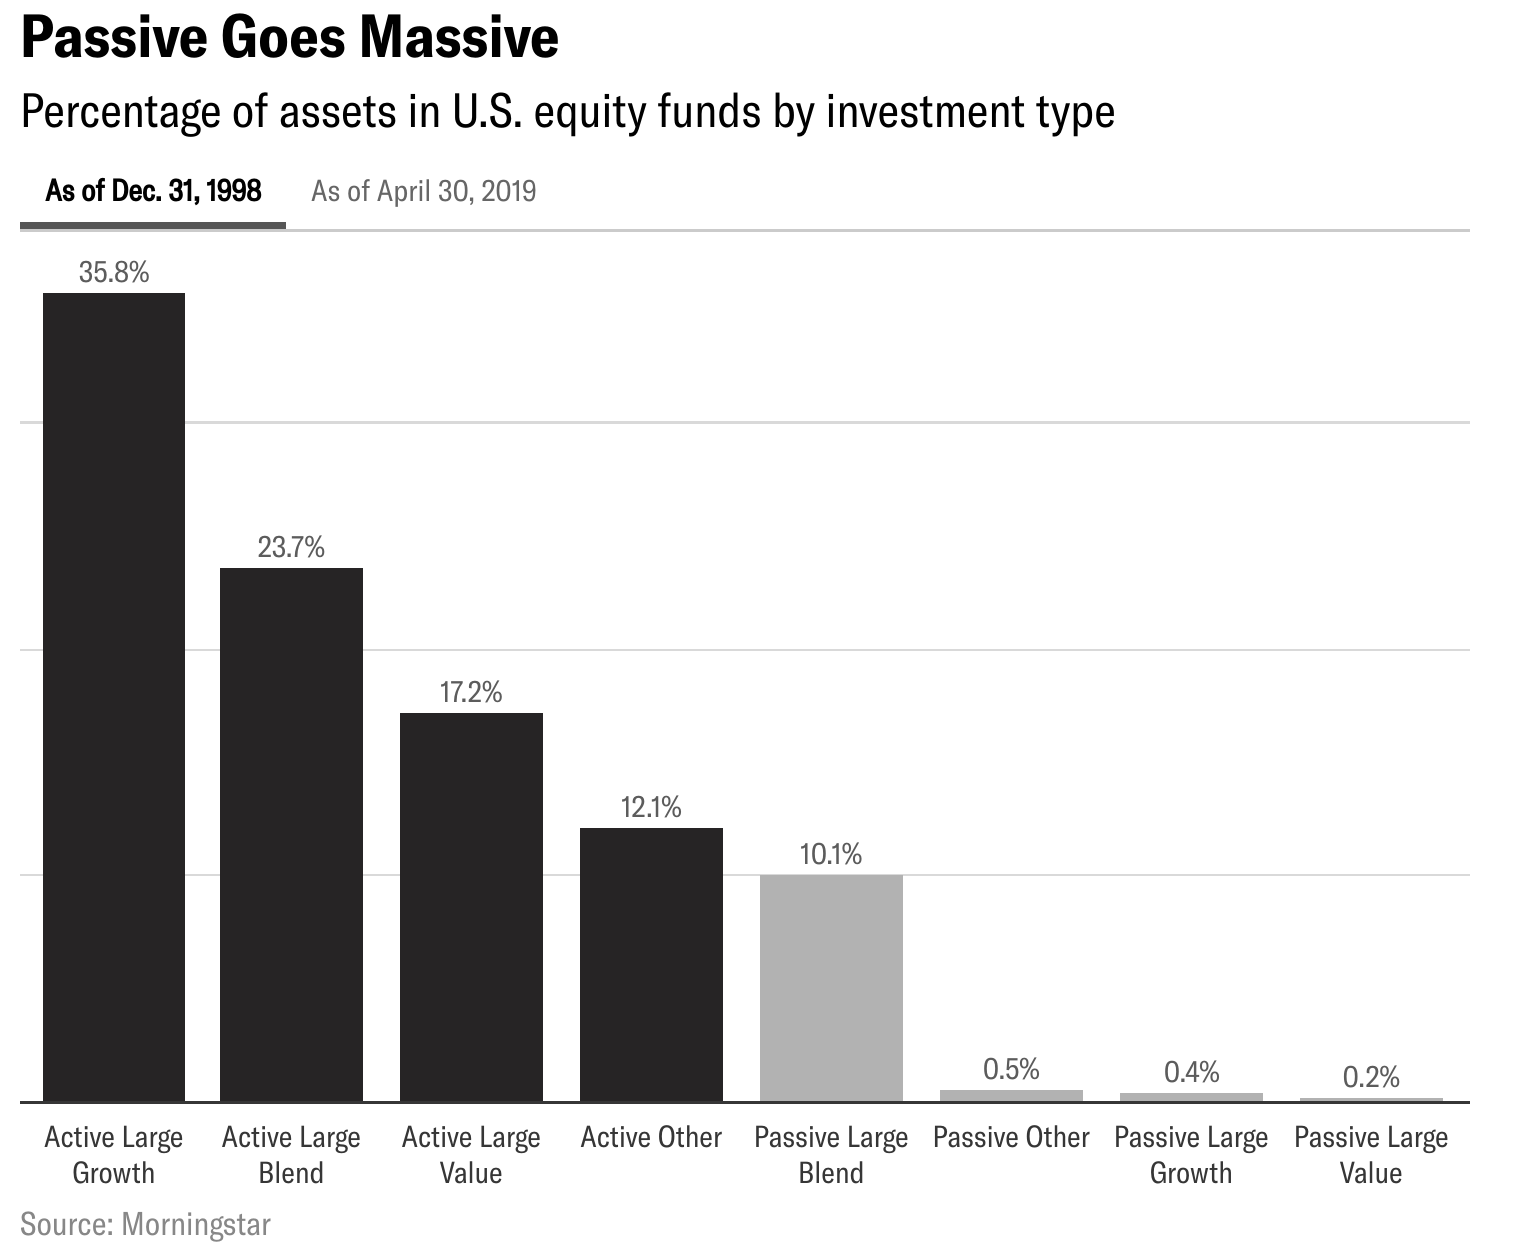 Passive Goes Massive
Percentage of assets in U.S. equity funds by investment type
As of Dec. 31, 1998 As of April 30, 2019
35.8%
23.7%
17.2%
12.1%
10.1%
0.5%
0.4%
0.2%
Active Large
Growth
Active Large
Blend
Active Large
Value
Active Other
Passive Large
Blend
Passive Other
Passive Large
Growth
Passive Large
Value
Source: Morningstar